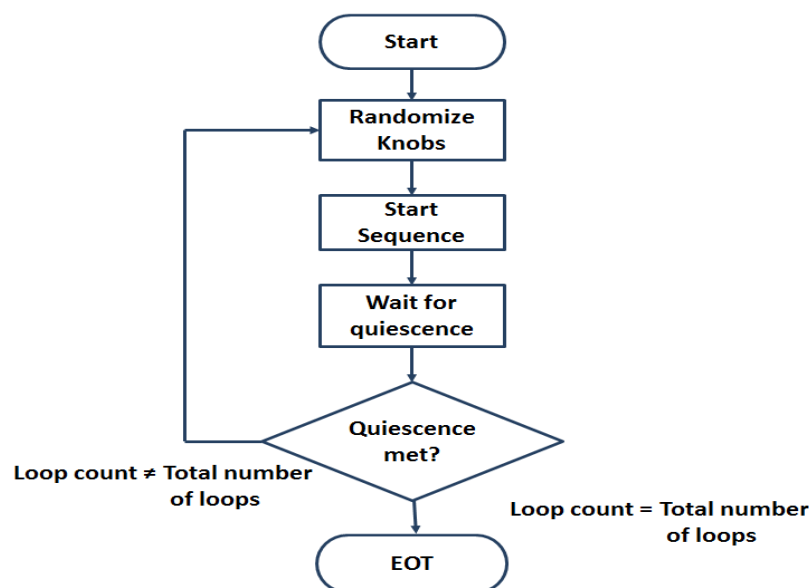 Start
Randomize
Knobs
Start
Sequence
Wait for
quiescence
Quiescence
met?
Loop count ≠ Total number
of loops
Loop count = Total number
of loops
EOT